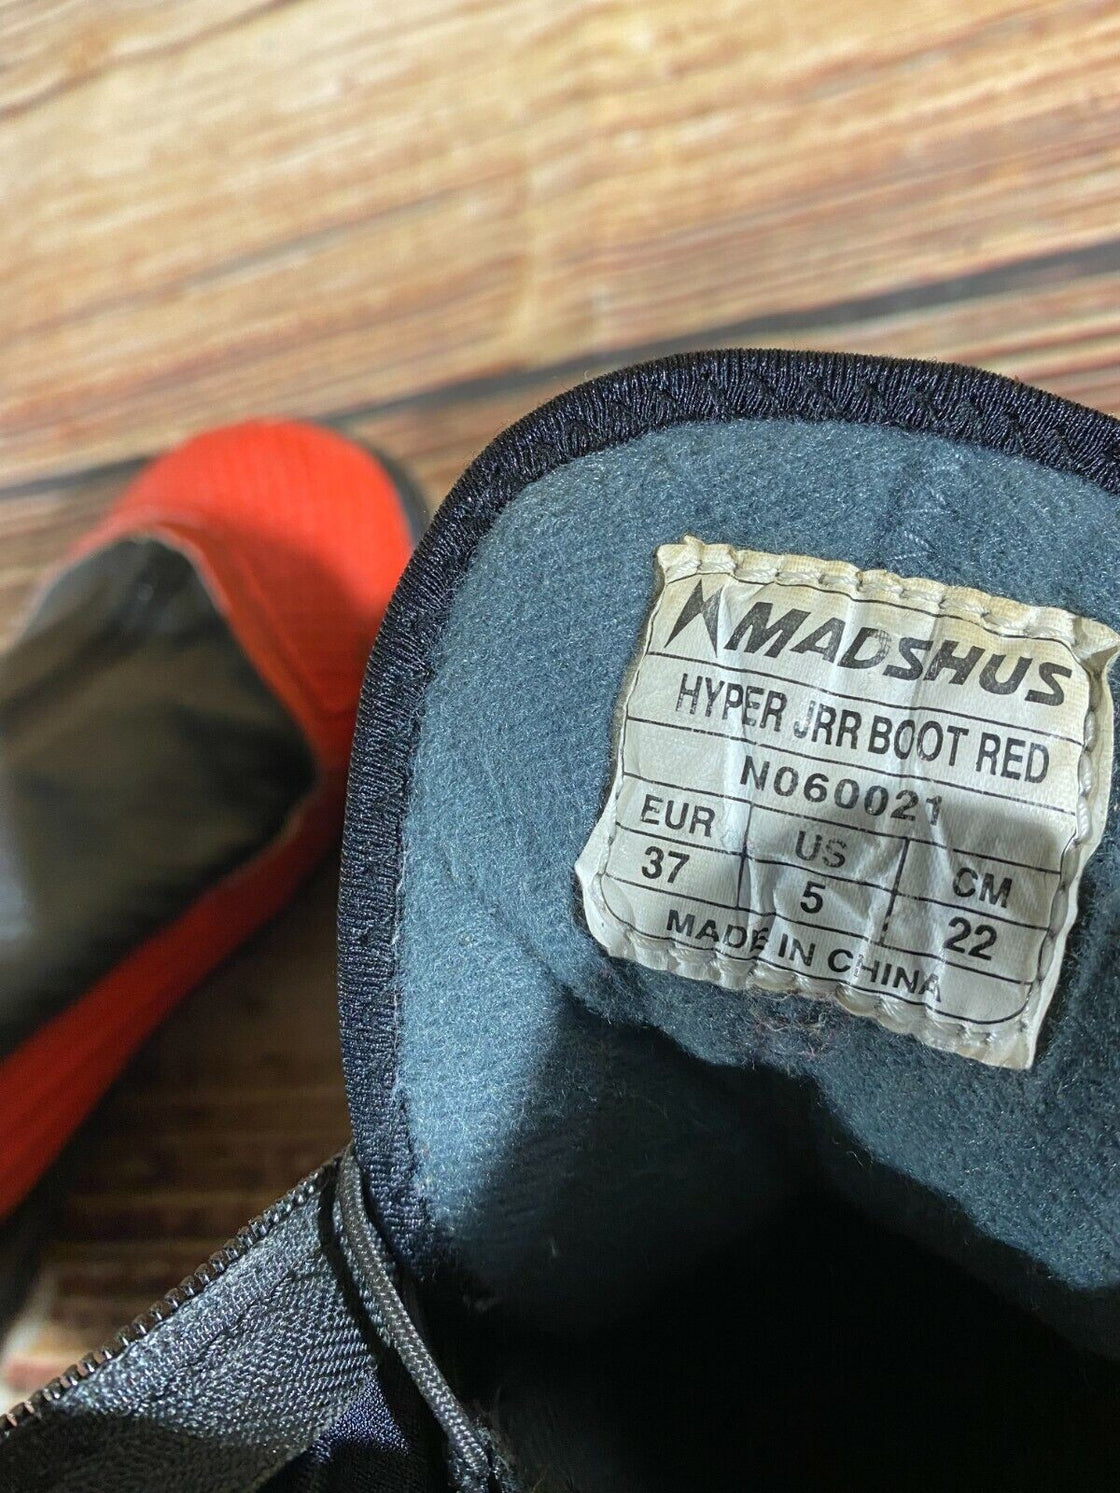 MADSHUS
HYPER JRR BOOT RED
N060021
EUR US CM
37 5 22
MADE IN CHINA